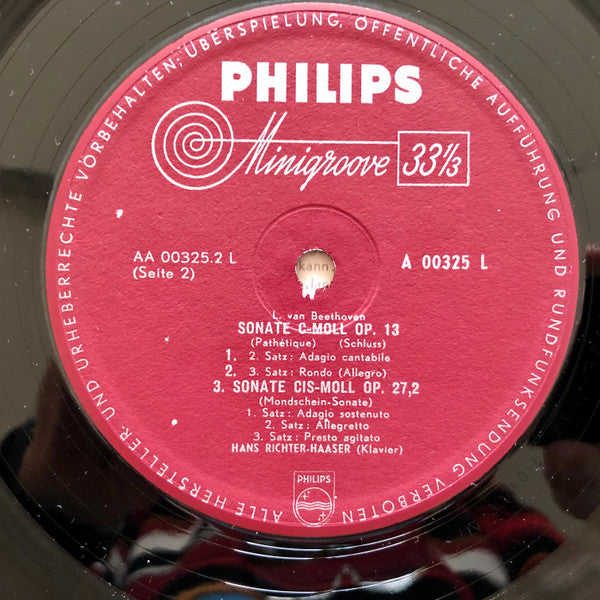 ALLE HERSTELLER- UND URHEBERRECHTE VORBEHALTEN; ÜBERSPIELUNG, ÖFFENTLICHE AUFFÜHRUNG UND RUNDFUNKSENDUNG VERBOTEN
PHILIPS
Minigroove 33⅓
AA 00325.2 L
(Seite 2)
A 00325 L
kann
L. van Beethoven
SONATE C-MOLL OP. 13
(Pathétique) (Schluss)
1. 2. Satz: Adagio cantabile
2. 3. Satz: Rondo (Allegro)
3. SONATE CIS-MOLL OP. 27,2
(Mondschein-Sonate)
1. Satz: Adagio sostenuto
2. Satz: Allegretto
3. Satz: Presto agitato
HANS RICHTER-HAASER (Klavier)
PHILIPS